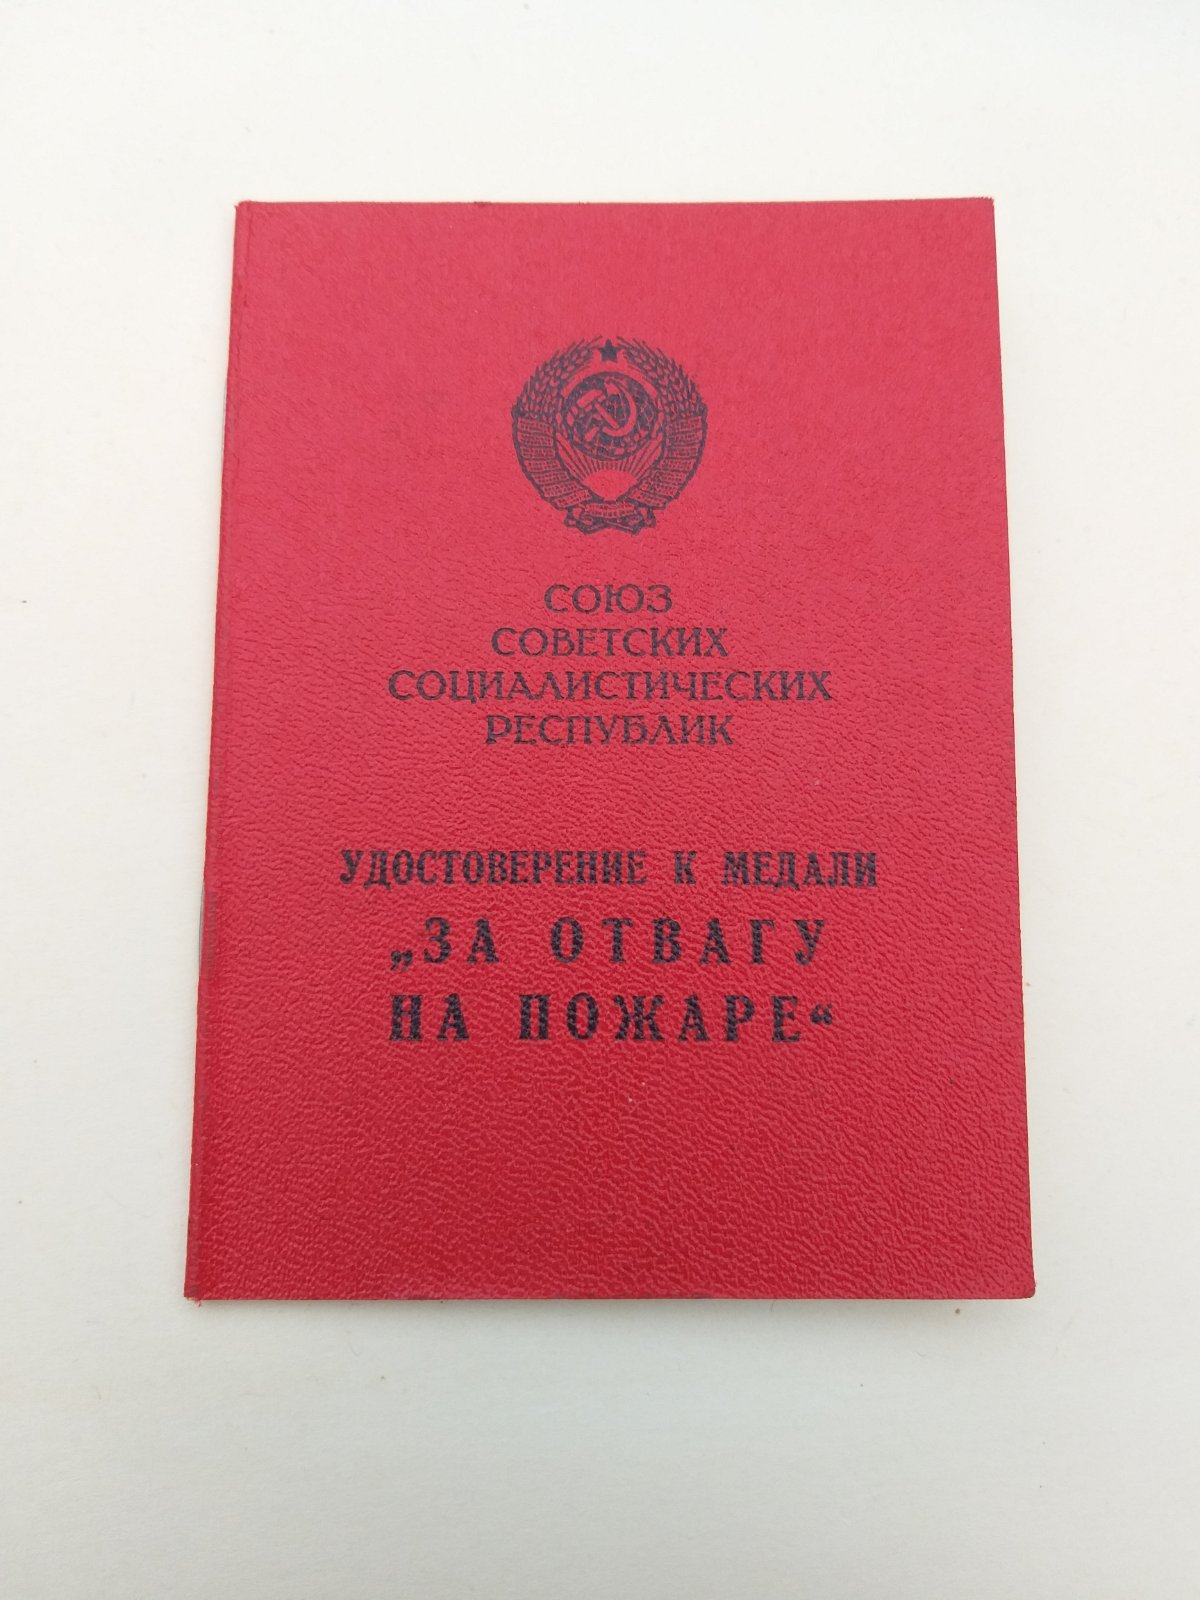 СОЮЗ
СОВЕТСКИХ
СОЦИАЛИСТИЧЕСКИХ
РЕСПУБЛИК
УДОСТОВЕРЕНИЕ К МЕДАЛИ
„ЗА ОТВАГУ
НА ПОЖАРЕ“